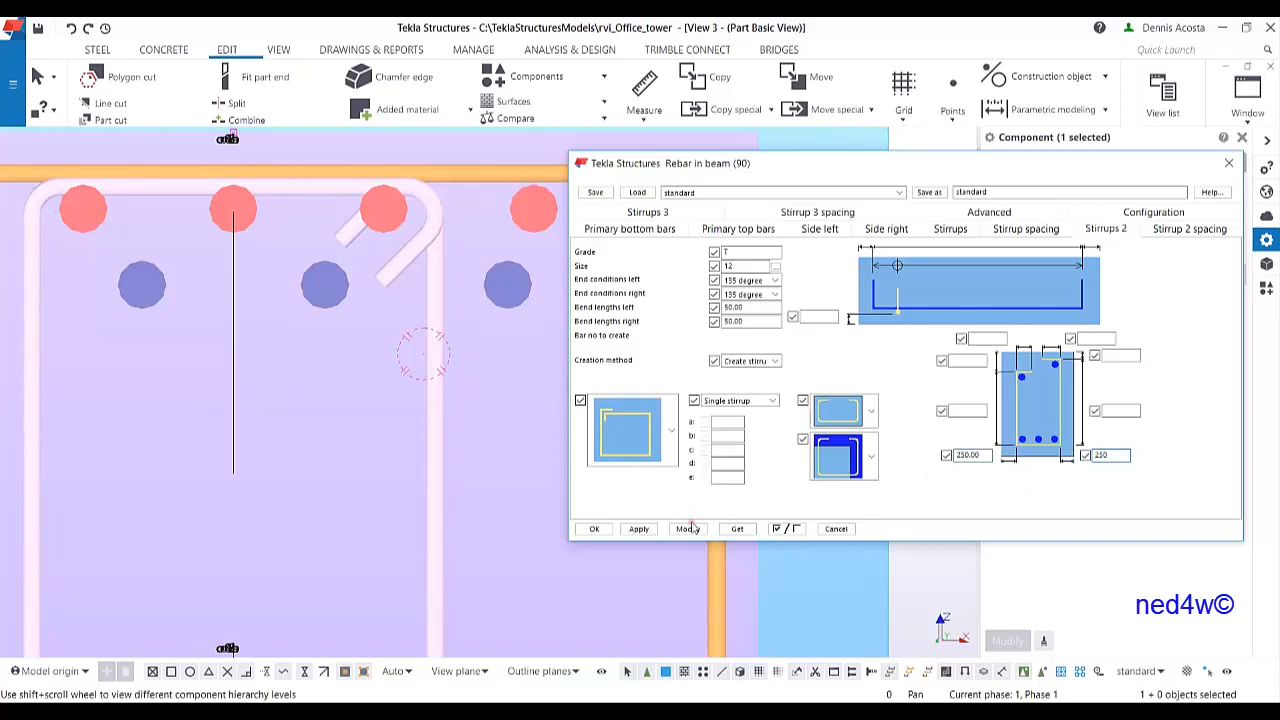 Tekla Structures - C:\TeklaStructuresModels\rvi_Office_tower - [View 3 - (Part Basic View)]
Dennis Acosta
STEEL CONCRETE EDIT VIEW DRAWINGS & REPORTS MANAGE ANALYSIS & DESIGN TRIMBLE CONNECT BRIDGES
Quick Launch
Polygon cut Fit part end Chamfer edge Components Copy Move Construction object
Line cut Split Added material Surfaces Measure Copy special Move special Grid Points Parametric modeling View list Window
Part cut Combine Compare
Component (1 selected)
Tekla Structures Rebar in beam (90)
Save Load standard Save as standard Help...
Stirrups 3 Stirrup 3 spacing Advanced Configuration
Primary bottom bars Primary top bars Side left Side right Stirrups Stirrup spacing Stirrups 2 Stirrup 2 spacing
Grade T
Size 12 ...
End conditions left 135 degree
End conditions right 135 degree
Bend lengths left 50.00
Bend lengths right 50.00
Bar no to create
Creation method Create stirru
Single stirrup
a:
b:
c:
d:
e:
250.00 250
OK Apply Modify Get Cancel
ned4w©
Z
Y X
Modify
Model origin Auto View plane Outline planes standard
Use shift+scroll wheel to view different component hierarchy levels 0 Pan Current phase: 1, Phase 1 1 + 0 objects selected